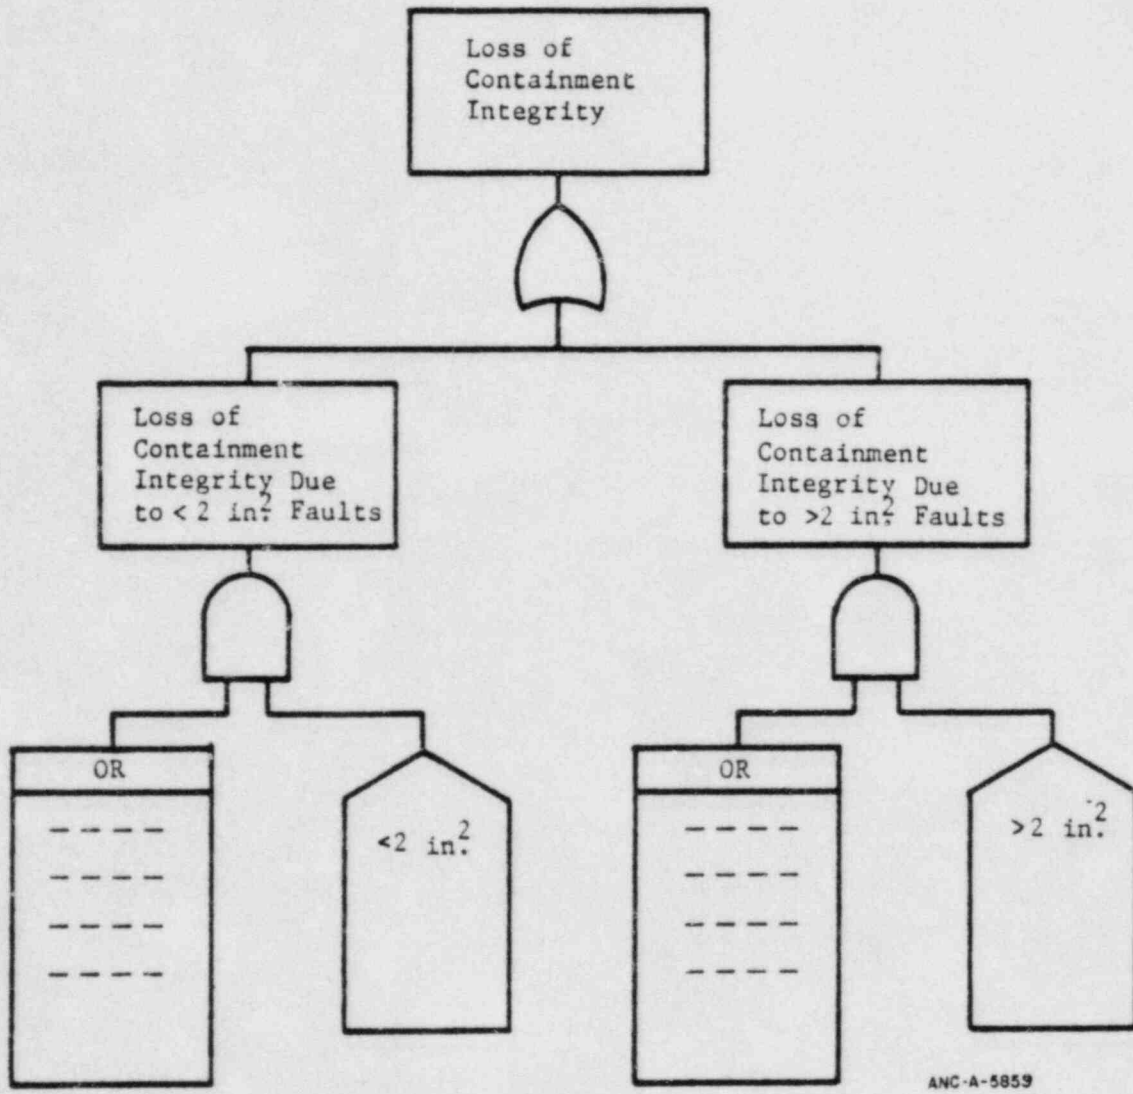 Loss of
Containment
Integrity
Loss of
Containment
Integrity Due
to < 2 in.² Faults
Loss of
Containment
Integrity Due
to >2 in.² Faults
OR
<2 in.²
OR
>2 in.²
ANC-A-5859